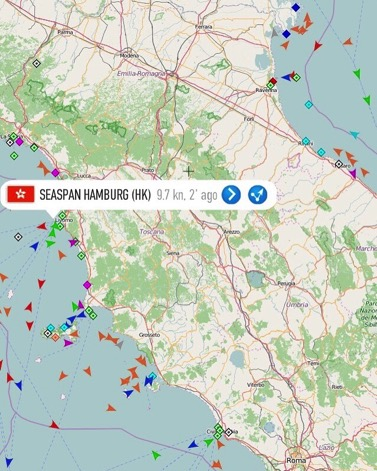 Ferrara
Parma
Modena
Emilia-Romagna
Ravenna
Forlì
Lucca
Prato
SEASPAN HAMBURG (HK) 9.7 kn, 2' ago
Toscana
Arezzo
Siena
Perugia
Marche
Umbria
Grosseto
Terni
Viterbo
Rieti
Lazio
Roma